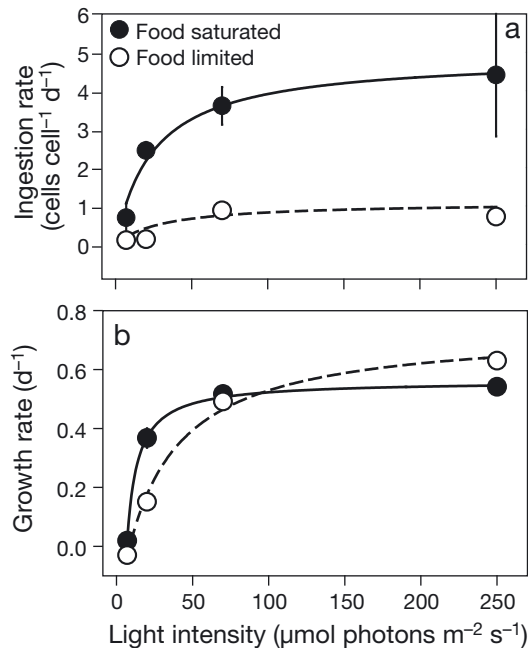 6
5
4
3
2
1
0
Ingestion rate
(cells cell⁻¹ d⁻¹)
Food saturated
Food limited
a
0.8
0.6
0.4
0.2
0.0
Growth rate (d⁻¹)
b
0 50 100 150 200 250
Light intensity (µmol photons m⁻² s⁻¹)